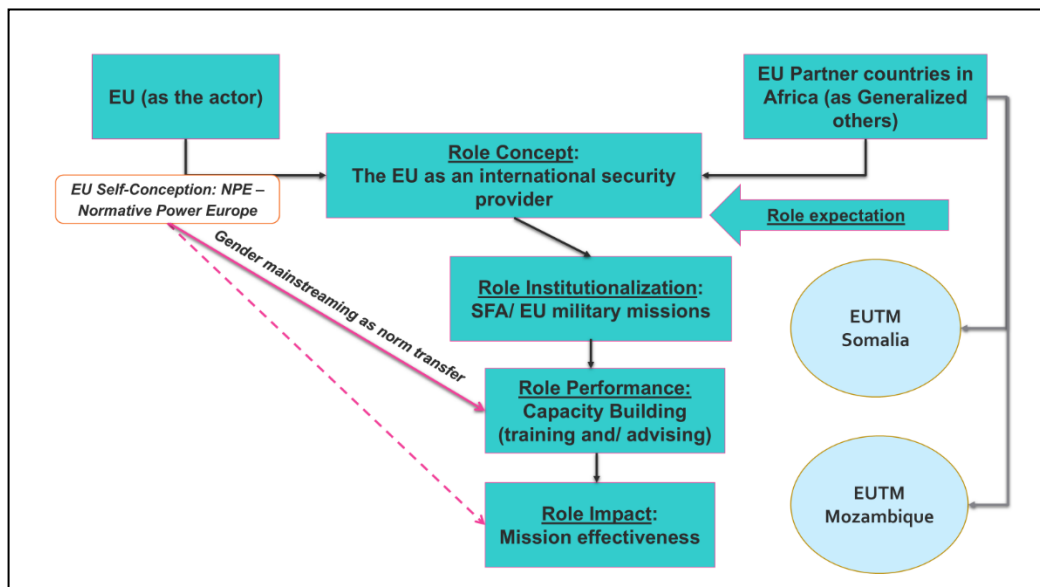 EU (as the actor)
EU Partner countries in
Africa (as Generalized
others)
Role Concept:
The EU as an international security
provider
EU Self-Conception: NPE –
Normative Power Europe
Role expectation
Gender mainstreaming as norm transfer
Role Institutionalization:
SFA/ EU military missions
EUTM
Somalia
Role Performance:
Capacity Building
(training and/ advising)
EUTM
Mozambique
Role Impact:
Mission effectiveness